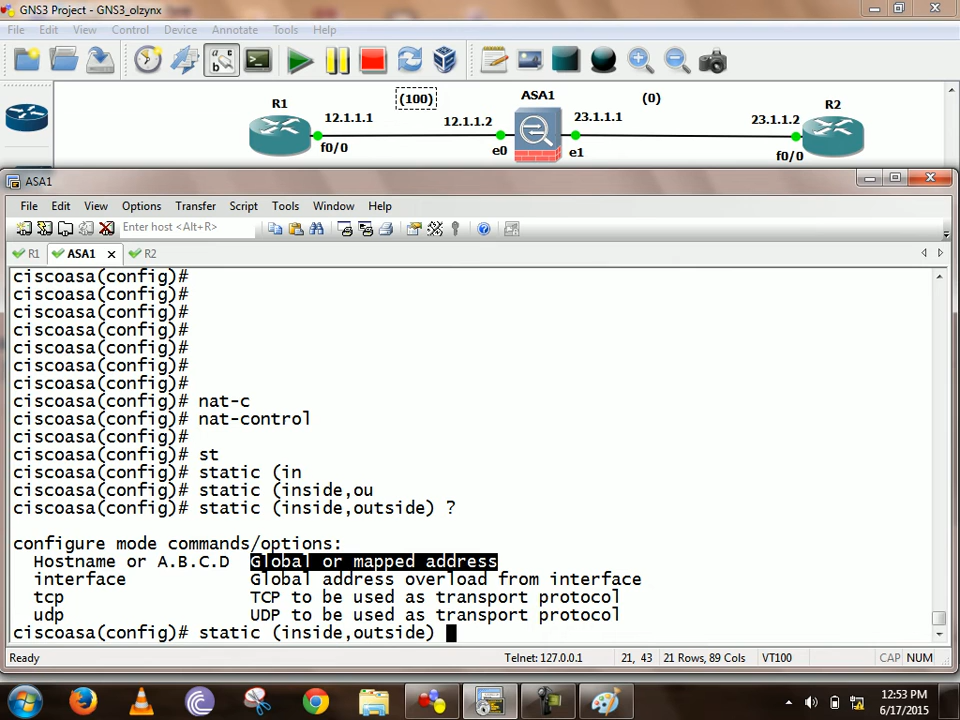 GNS3 Project - GNS3_olzynx
File Edit View Control Device Annotate Tools Help
R1
(100)
ASA1
(0)
R2
12.1.1.1
12.1.1.2
23.1.1.1
23.1.1.2
f0/0
e0
e1
f0/0
ASA1
File Edit View Options Transfer Script Tools Window Help
Enter host <Alt+R>
R1 ASA1 R2
ciscoasa(config)#
ciscoasa(config)#
ciscoasa(config)#
ciscoasa(config)#
ciscoasa(config)#
ciscoasa(config)#
ciscoasa(config)#
ciscoasa(config)# nat-c
ciscoasa(config)# nat-control
ciscoasa(config)#
ciscoasa(config)# st
ciscoasa(config)# static (in
ciscoasa(config)# static (inside,ou
ciscoasa(config)# static (inside,outside) ?
configure mode commands/options:
Hostname or A.B.C.D Global or mapped address
interface Global address overload from interface
tcp TCP to be used as transport protocol
udp UDP to be used as transport protocol
ciscoasa(config)# static (inside,outside)
Ready Telnet: 127.0.0.1 21, 43 21 Rows, 89 Cols VT100 CAP NUM
12:53 PM
6/17/2015